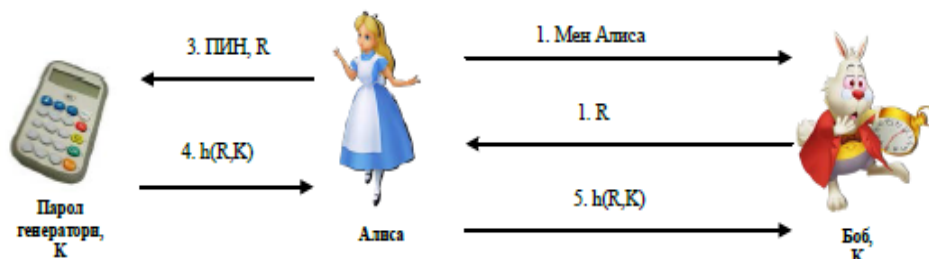 3. ПИН, R
1. Мен Алиса
1. R
4. h(R,K)
5. h(R,K)
Парол
генератори,
К
Алиса
Боб,
К